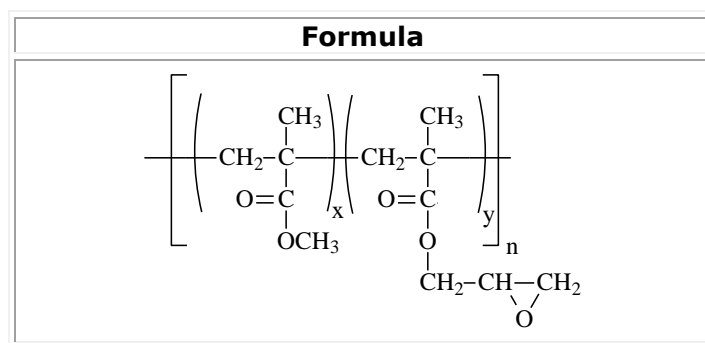 Formula
CH₃ CH₃
CH₂ C CH₂ C
O=C x O=C y
OCH₃ O n
CH₂-CH-CH₂
O